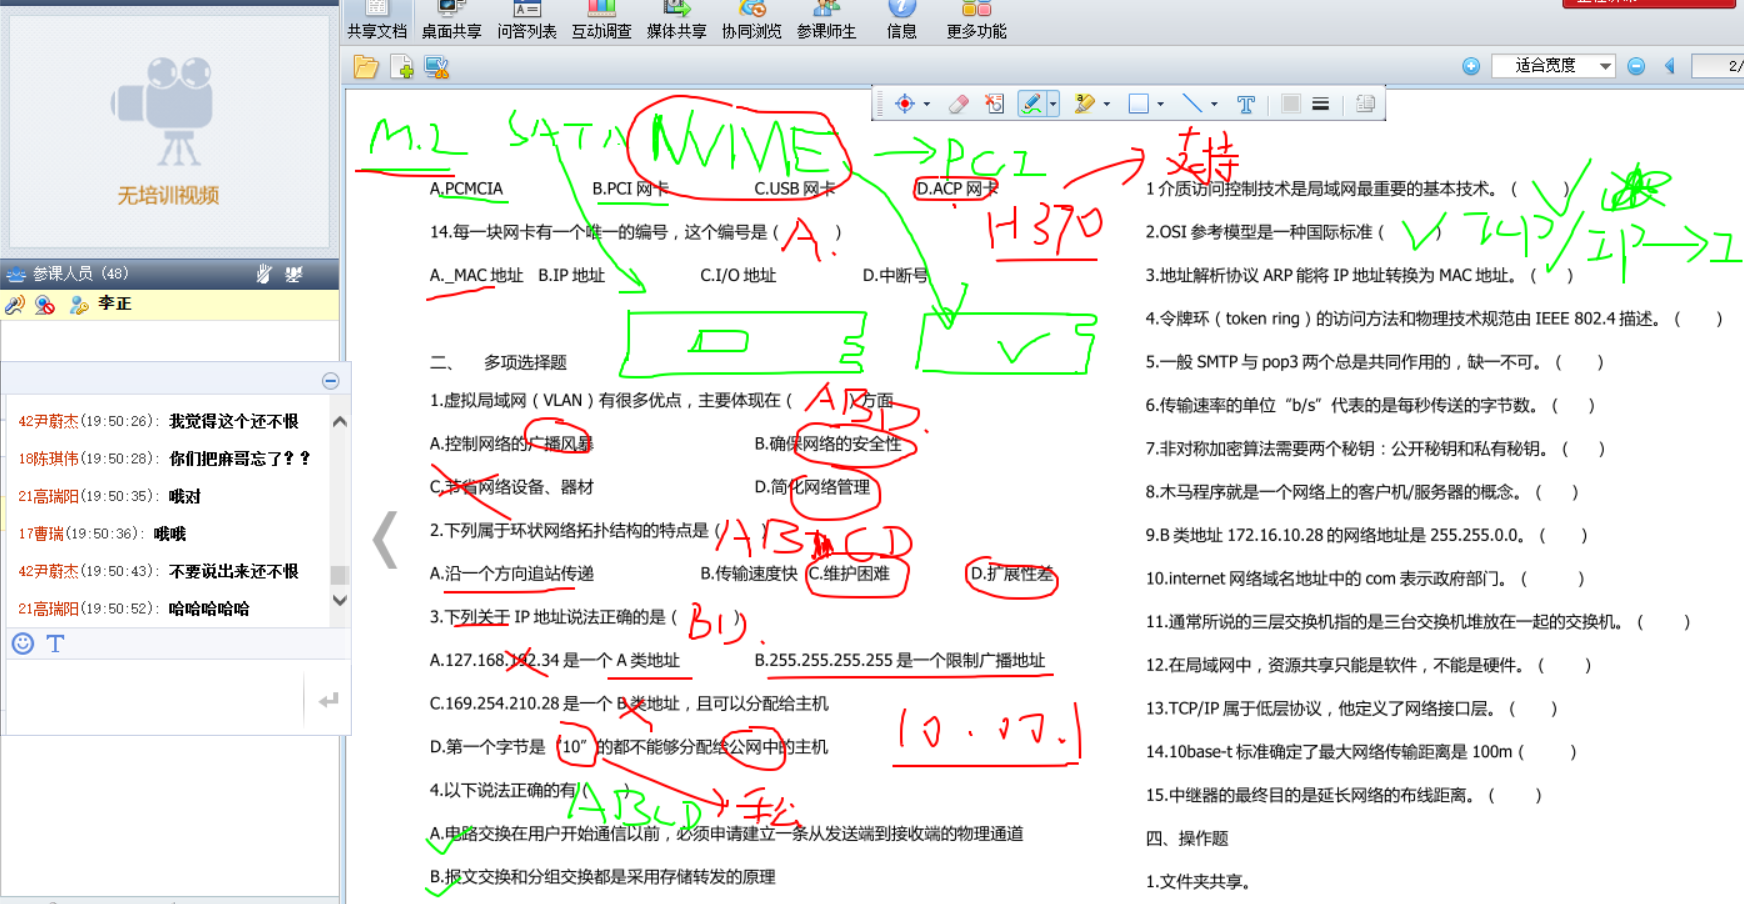 共享文档 桌面共享 问答列表 互动调查 媒体共享 协同浏览 参课师生 信息 更多功能
适合宽度 2/
无培训视频
参课人员 (48)
李正
42尹蔚杰(19:50:26): 我觉得这个还不恨
18陈琪伟(19:50:28): 你们把麻哥忘了??
21高瑞阳(19:50:35): 哦对
17曹瑞(19:50:36): 哦哦
42尹蔚杰(19:50:43): 不要说出来还不恨
21高瑞阳(19:50:52): 哈哈哈哈哈
M.2 SATA NVME → PCI
A.PCMCIA B.PCI 网卡 C.USB 网卡 D.ACP 网卡
支持
H370
14.每一块网卡有一个唯一的编号，这个编号是（ A. ）
A._MAC 地址 B.IP 地址 C.I/O 地址 D.中断号
二、 多项选择题
1.虚拟局域网（VLAN）有很多优点，主要体现在（ ABD. ）方面
A.控制网络的广播风暴 B.确保网络的安全性
C.节省网络设备、器材 D.简化网络管理
2.下列属于环状网络拓扑结构的特点是（ ABCD ）
A.沿一个方向追站传递 B.传输速度快 C.维护困难 D.扩展性差
3.下列关于 IP 地址说法正确的是（ BD. ）
A.127.168.192.34 是一个 A 类地址 B.255.255.255.255 是一个限制广播地址
C.169.254.210.28 是一个 B 类地址，且可以分配给主机
D.第一个字节是“10”的都不能够分配给公网中的主机
4.以下说法正确的有（ ABCD ）
A.电路交换在用户开始通信以前，必须申请建立一条从发送端到接收端的物理通道
B.报文交换和分组交换都是采用存储转发的原理
1 介质访问控制技术是局域网最重要的基本技术。（ ）
2.OSI 参考模型是一种国际标准（ ） TCP/IP→I
3.地址解析协议 ARP 能将 IP 地址转换为 MAC 地址。（ ）
4.令牌环（token ring）的访问方法和物理技术规范由 IEEE 802.4 描述。（ ）
5.一般 SMTP 与 pop3 两个总是共同作用的，缺一不可。（ ）
6.传输速率的单位“b/s”代表的是每秒传送的字节数。（ ）
7.非对称加密算法需要两个秘钥：公开秘钥和私有秘钥。（ ）
8.木马程序就是一个网络上的客户机/服务器的概念。（ ）
9.B 类地址 172.16.10.28 的网络地址是 255.255.0.0。（ ）
10.internet 网络域名地址中的 com 表示政府部门。（ ）
11.通常所说的三层交换机指的是三台交换机堆放在一起的交换机。（ ）
12.在局域网中，资源共享只能是软件，不能是硬件。（ ）
13.TCP/IP 属于低层协议，他定义了网络接口层。（ ）
14.10base-t 标准确定了最大网络传输距离是 100m（ ）
15.中继器的最终目的是延长网络的布线距离。（ ）
四、操作题
1.文件夹共享。